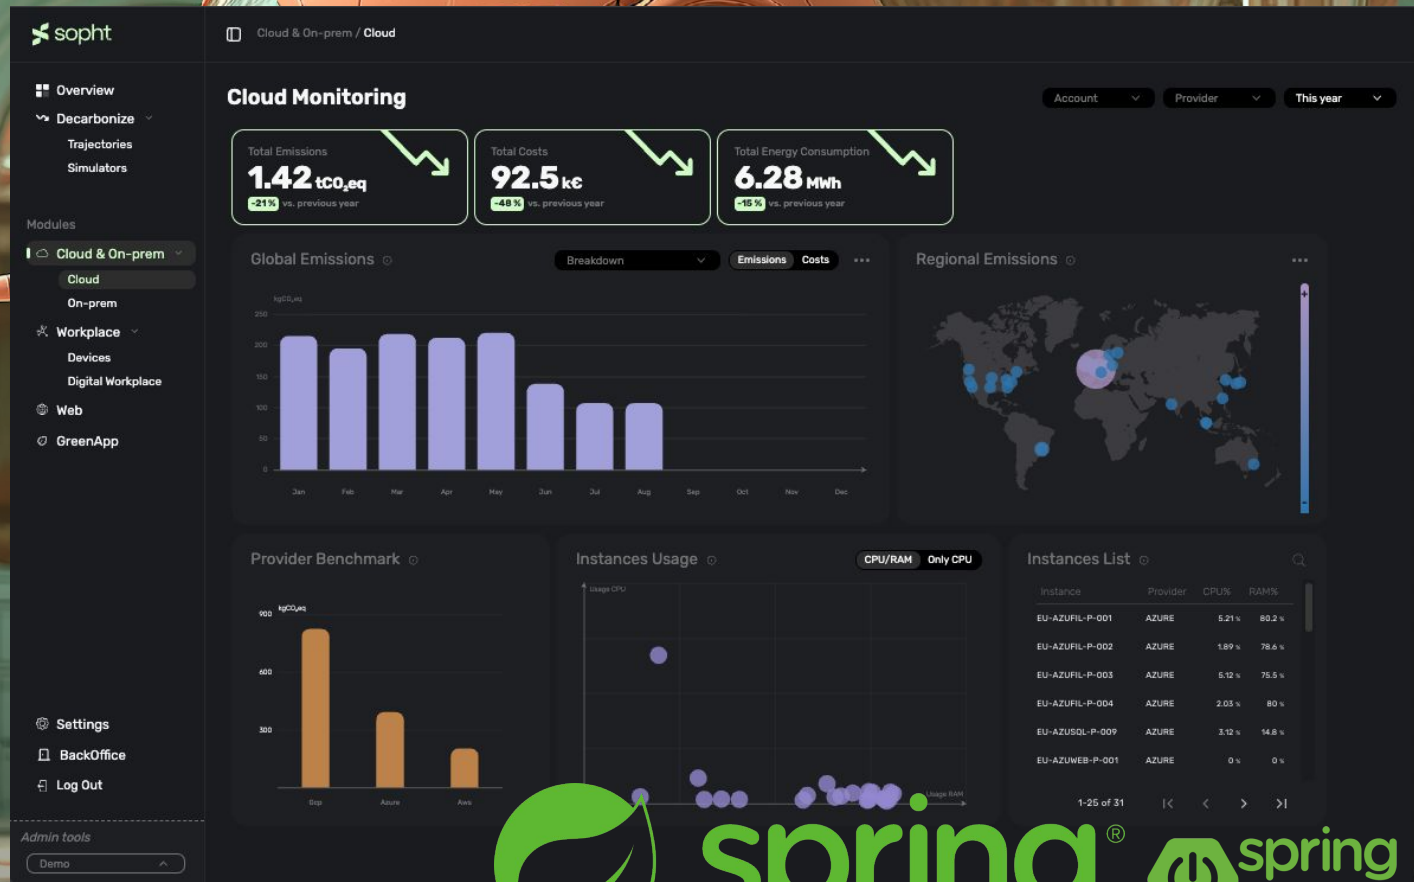 sopht
Cloud & On-prem / Cloud
Overview
Decarbonize
Trajectories
Simulators
Modules
Cloud & On-prem
Cloud
On-prem
Workplace
Devices
Digital Workplace
Web
GreenApp
Settings
BackOffice
Log Out
Admin tools
Demo
Cloud Monitoring
Account
Provider
This year
Total Emissions
1.42 tCO₂eq
-21 % vs. previous year
Total Costs
92.5 k€
-48 % vs. previous year
Total Energy Consumption
6.28 MWh
-15 % vs. previous year
Global Emissions
Breakdown
Emissions Costs
kgCO₂eq
250
200
150
100
50
0
Jan Feb Mar Apr May Jun Jul Aug Sep Oct Nov Dec
Regional Emissions
+
-
Provider Benchmark
kgCO₂eq
900
600
300
Gcp Azure Aws
Instances Usage
CPU/RAM Only CPU
Usage CPU
Usage RAM
Instances List
Instance Provider CPU% RAM%
EU-AZUFIL-P-001 AZURE 5.21 % 80.2 %
EU-AZUFIL-P-002 AZURE 1.89 % 78.6 %
EU-AZUFIL-P-003 AZURE 5.12 % 75.5 %
EU-AZUFIL-P-004 AZURE 2.03 % 80 %
EU-AZUSQL-P-009 AZURE 3.12 % 14.8 %
EU-AZUWEB-P-001 AZURE 0 % 0 %
1-25 of 31
spring®
spring